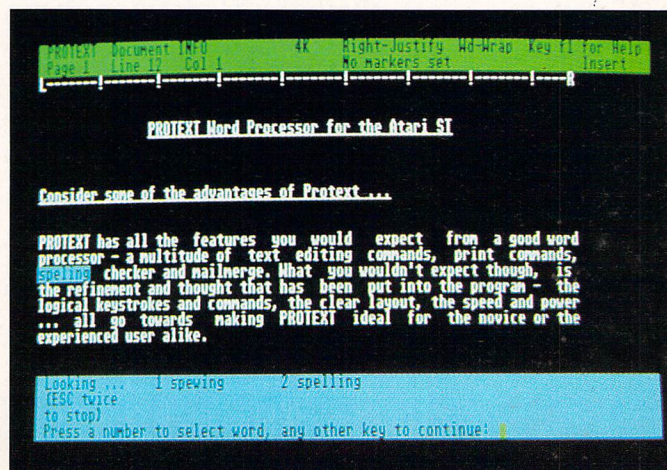 PROTEXT Document INFO 4K Right-Justify Wd-Wrap Key f1 for Help
Page 1 Line 12 Col 1 No markers set Insert
L-------!-------!-------!-------!-------!-------!-------!-------!----R
PROTEXT Word Processor for the Atari ST
Consider some of the advantages of Protext ...
PROTEXT has all the features you would expect from a good word
processor - a multitude of text editing commands, print commands,
speling checker and mailmerge. What you wouldn't expect though, is
the refinement and thought that has been put into the program - the
logical keystrokes and commands, the clear layout, the speed and power
... all go towards making PROTEXT ideal for the novice or the
experienced user alike.
Looking ... 1 spewing 2 spelling
(ESC twice
to stop)
Press a number to select word, any other key to continue!